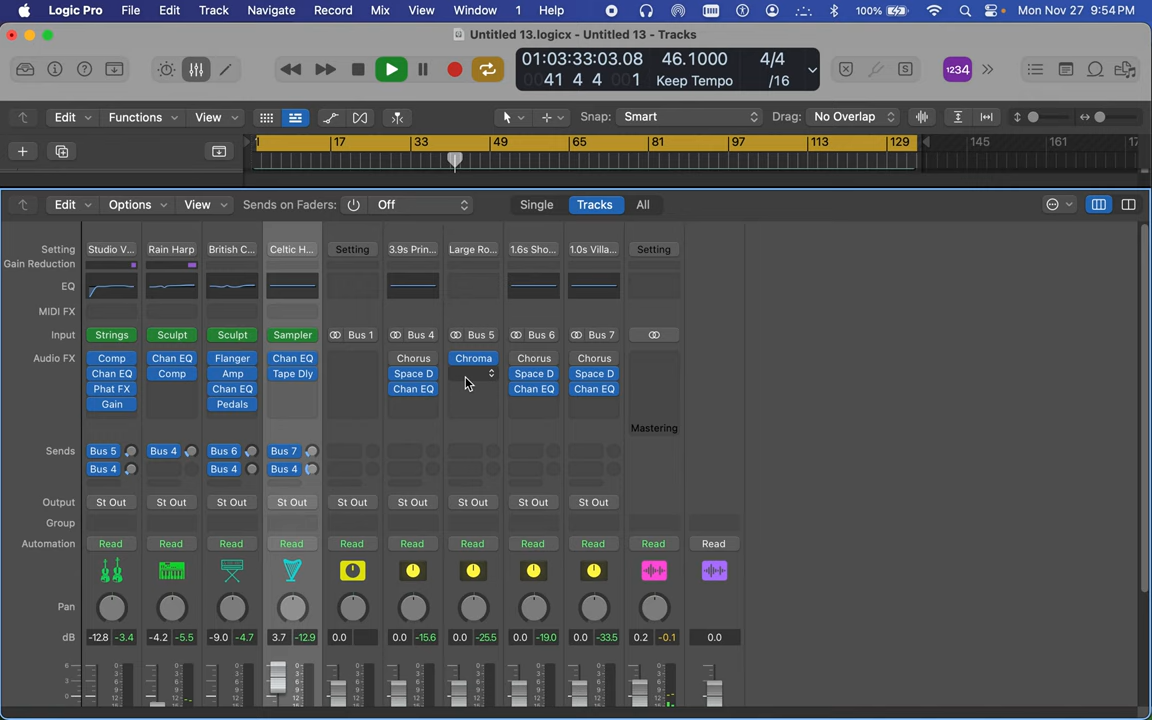 Logic Pro File Edit Track Navigate Record Mix View Window 1 Help 100% Mon Nov 27 9:54 PM
Untitled 13.logicx - Untitled 13 - Tracks
01:03:33:03.08 46.1000 4/4
0041 4 4 001 Keep Tempo /16
1234
Edit Functions View Snap: Smart Drag: No Overlap
1 17 33 49 65 81 97 113 129 145 161 17
Edit Options View Sends on Faders: Off Single Tracks All
Setting Studio V... Rain Harp British C... Celtic H... Setting 3.9s Prin... Large Ro... 1.6s Sho... 1.0s Villa... Setting
Gain Reduction
EQ
MIDI FX
Input Strings Sculpt Sculpt Sampler Bus 1 Bus 4 Bus 5 Bus 6 Bus 7
Audio FX Comp Chan EQ Flanger Chan EQ Chorus Chroma Chorus Chorus
Chan EQ Comp Amp Tape Dly Space D Space D Space D
Phat FX Chan EQ Chan EQ Chan EQ Chan EQ
Gain Pedals
Mastering
Sends Bus 5 Bus 4 Bus 6 Bus 7
Bus 4 Bus 4 Bus 4
Output St Out St Out St Out St Out St Out St Out St Out St Out St Out
Group
Automation Read Read Read Read Read Read Read Read Read Read Read
Pan
dB -12.8 -3.4 -4.2 -5.5 -9.0 -4.7 3.7 -12.9 0.0 0.0 -15.6 0.0 -25.5 0.0 -19.0 0.0 -33.5 0.2 -0.1 0.0